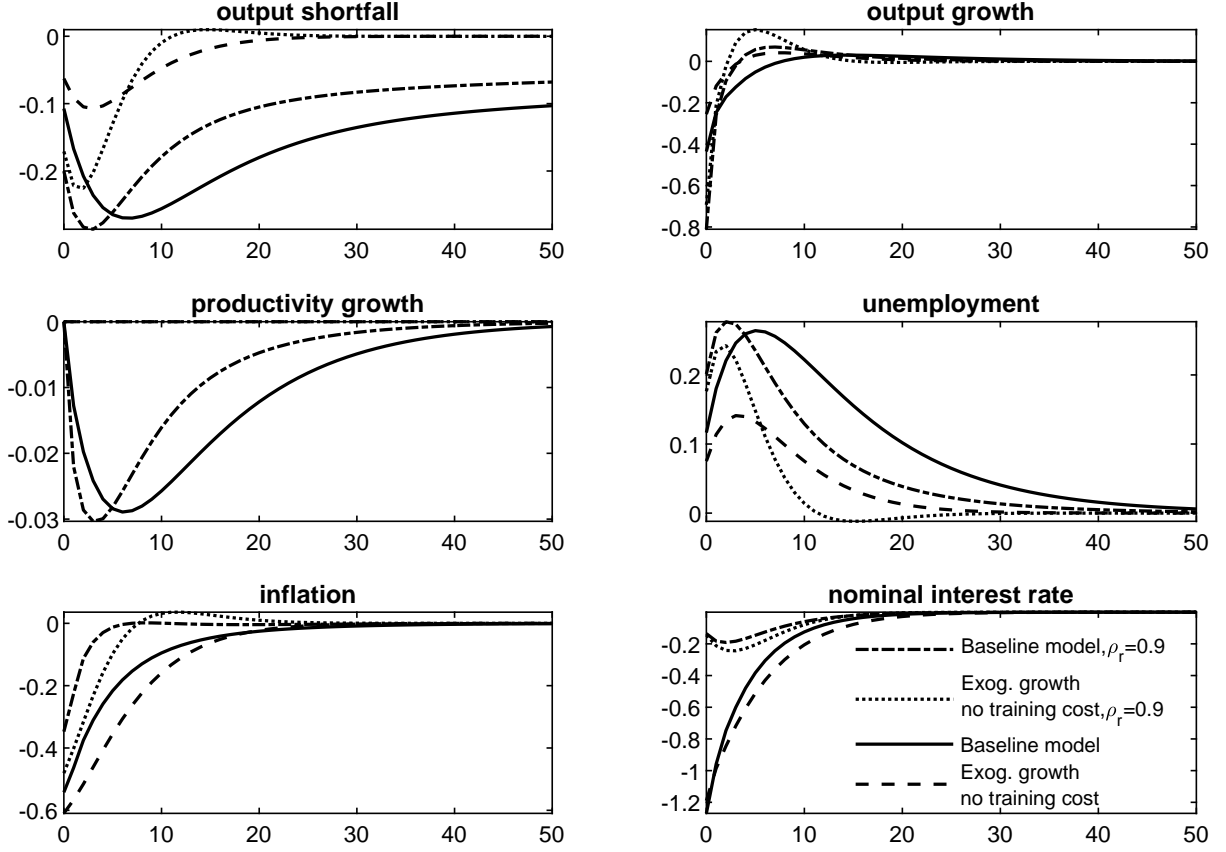 output shortfall
0
-0.1
-0.2
0 10 20 30 40 50
output growth
0
-0.2
-0.4
-0.6
-0.8
0 10 20 30 40 50
productivity growth
0
-0.01
-0.02
-0.03
0 10 20 30 40 50
unemployment
0.2
0.1
0
0 10 20 30 40 50
inflation
0
-0.2
-0.4
-0.6
0 10 20 30 40 50
nominal interest rate
-0.2
-0.4
-0.6
-0.8
-1
-1.2
0 10 20 30 40 50
Baseline model,ρr=0.9
Exog. growth
no training cost,ρr=0.9
Baseline model
Exog. growth
no training cost